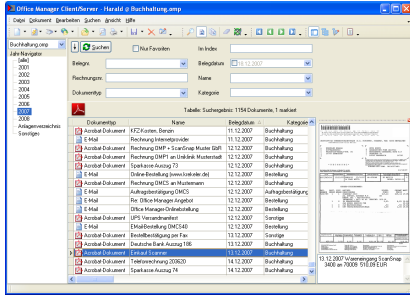 Office Manager Client/Server - Harald @ Buchhaltung.omp
Datei Dokument Bearbeiten Suchen Ansicht Hilfe
Buchhaltung.omp
Suchen
Nur Favoriten
Im Index
Jahr-Navigator
(alle)
2001
2002
2003
2004
2005
2006
2007
2008
Anlagenverzeichnis
Sonstiges
Belegnr.
Belegdatum
18.12.2007
Rechnungsnr.
Name
Dokumenttyp
Kategorie
Tabelle: Suchergebnis: 1154 Dokumente, 1 markiert
Dokumenttyp Name Belegdatum Kategorie
Acrobat-Dokument KFZ-Kosten, Benzin 11.12.2007 Buchhaltung
E-Mail Rechnung Internetprovider 12.12.2007 Buchhaltung
Acrobat-Dokument Rechnung OMP + ScanSnap Muster GbR 12.12.2007 Buchhaltung
Acrobat-Dokument Rechnung OMP1 an Uniklinik Musterstadt 12.12.2007 Buchhaltung
Acrobat-Dokument Sparkasse Auszug 73 12.12.2007 Buchhaltung
E-Mail Online-Bestellung (www.krekeler.de) 12.12.2007 Bestellung
Acrobat-Dokument Rechnung OMCS an Mustermann 12.12.2007 Buchhaltung
E-Mail Auftragsbestätigung OMCS 12.12.2007 Auftragsbestätigung
E-Mail Re: Office Manager Angebot 12.12.2007 Bestellung
E-Mail Office Manager-Onlinebestellung 12.12.2007 Bestellung
Acrobat-Dokument UPS Versandmanifest 12.12.2007 Sonstige
E-Mail EMail-Bestellung OMCS40 12.12.2007 Bestellung
Acrobat-Dokument Bestellbestätigung per Fax 13.12.2007 Sonstige
Acrobat-Dokument Deutsche Bank Auszug 186 13.12.2007 Buchhaltung
Acrobat-Dokument Einkauf Scanner 13.12.2007 Buchhaltung
Acrobat-Dokument Telefonrechnung 203620 13.12.2007 Buchhaltung
Acrobat-Dokument Sparkasse Auszug 74 14.12.2007 Buchhaltung
13.12.2007 Wareneingang ScanSnap
3400 an 70009: 510,09 EUR